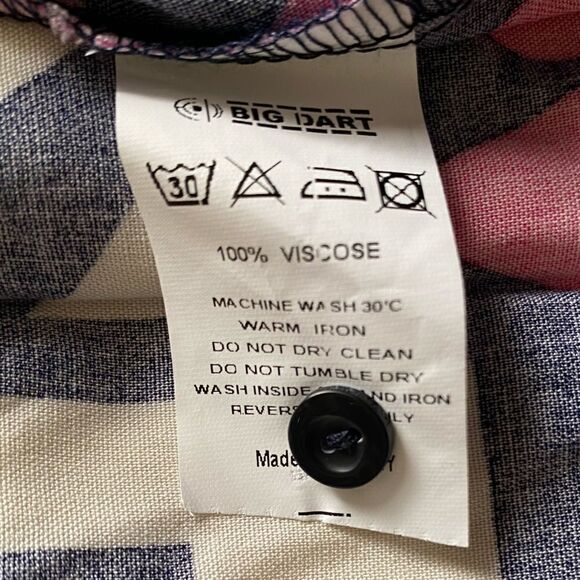 BIG DART
30
100% VISCOSE
MACHINE WASH 30°C
WARM IRON
DO NOT DRY CLEAN
DO NOT TUMBLE DRY
WASH INSIDE AND IRON
Made